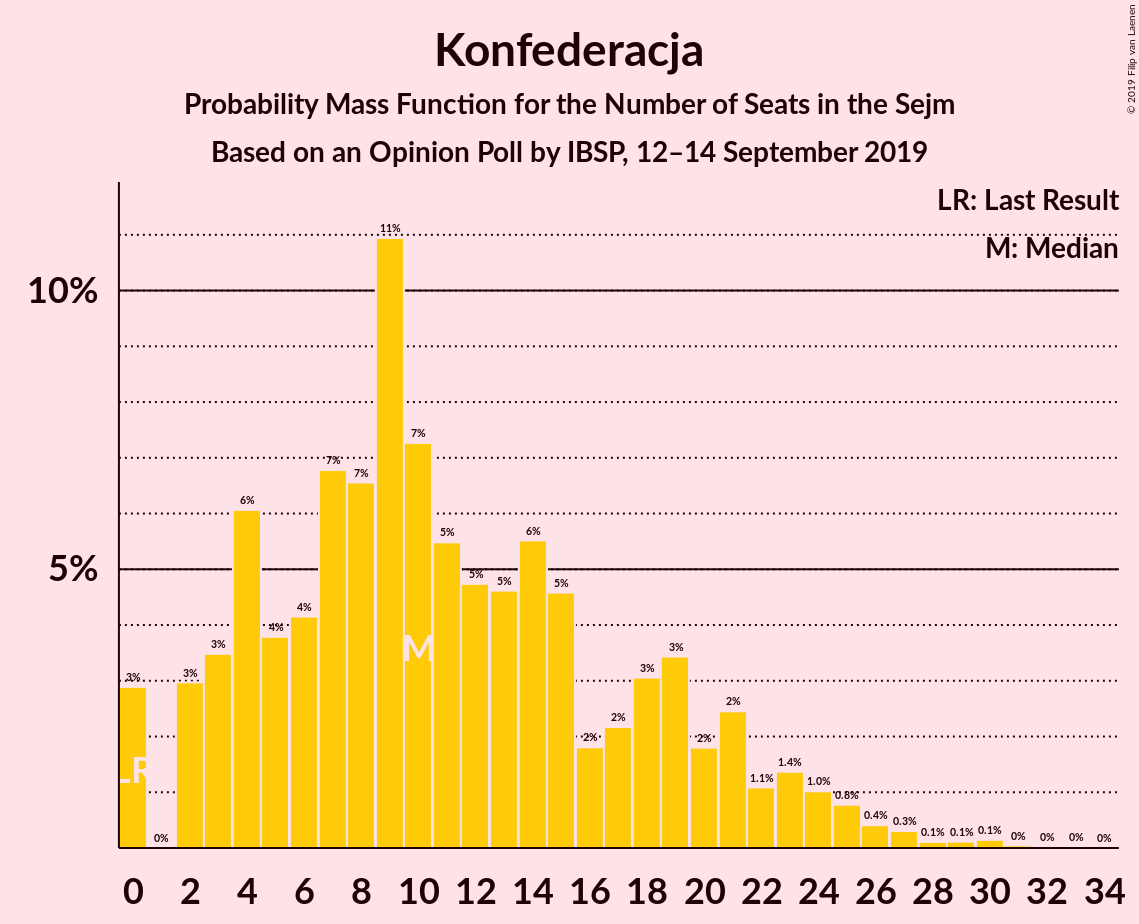 Konfederacja
Probability Mass Function for the Number of Seats in the Sejm
Based on an Opinion Poll by IBSP, 12–14 September 2019
© 2019 Filip van Laenen
LR: Last Result
M: Median
10%
5%
3% 0% 3% 3% 6% 4% 4% 7% 7% 11% 7% 5% 5% 5% 6% 5% 2% 2% 3% 3% 2% 2% 1.1% 1.4% 1.0% 0.8% 0.4% 0.3% 0.1% 0.1% 0.1% 0% 0% 0% 0%
LR
M
0 2 4 6 8 10 12 14 16 18 20 22 24 26 28 30 32 34